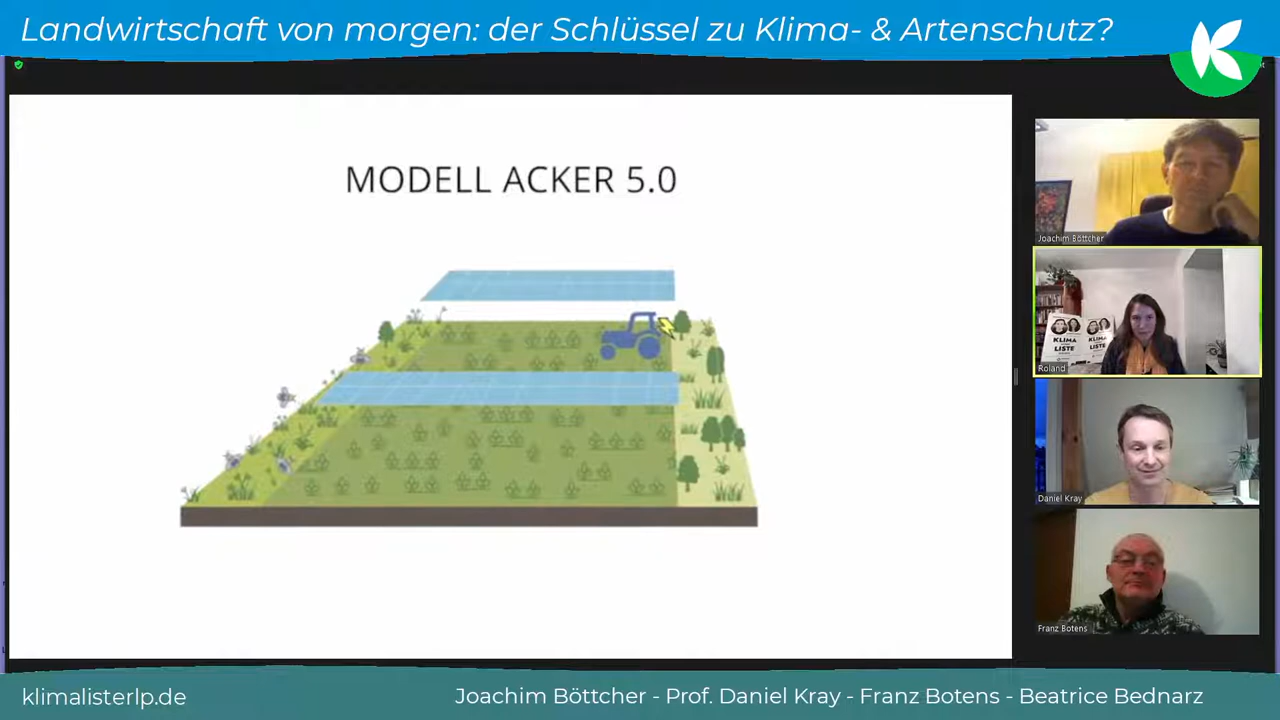 Landwirtschaft von morgen: der Schlüssel zu Klima- & Artenschutz?
MODELL ACKER 5.0
Joachim Böttcher
KLIMA
LISTE
KLIMA
LISTE
Roland
Daniel Kray
Franz Botens
klimalisterlp.de
Joachim Böttcher - Prof. Daniel Kray - Franz Botens - Beatrice Bednarz